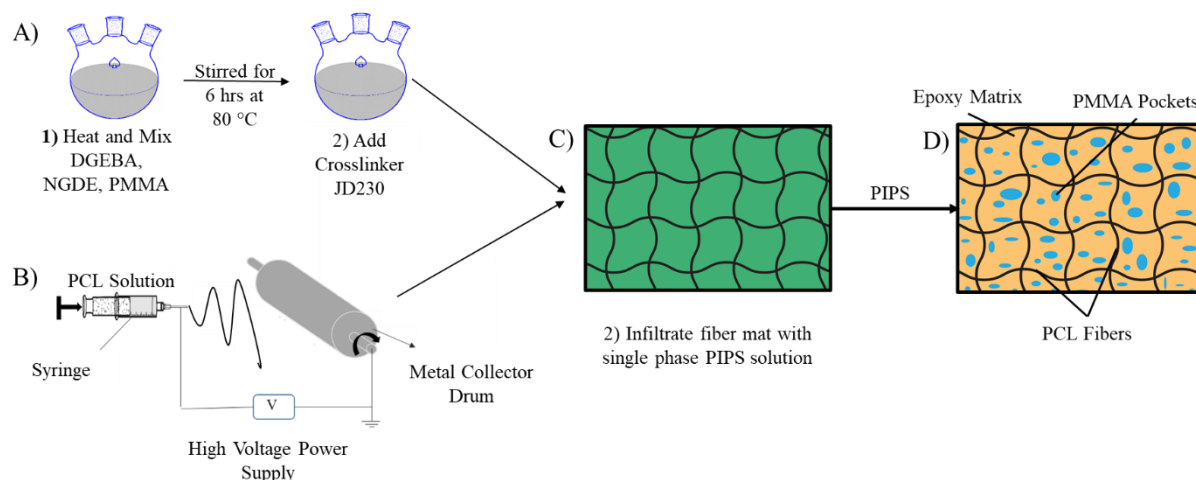 A)
Stirred for
6 hrs at
80 °C
1) Heat and Mix
DGEBA,
NGDE, PMMA
2) Add
Crosslinker
JD230
B)
PCL Solution
Syringe
Metal Collector
Drum
V
High Voltage Power
Supply
C)
2) Infiltrate fiber mat with
single phase PIPS solution
PIPS
D)
Epoxy Matrix
PMMA Pockets
PCL Fibers